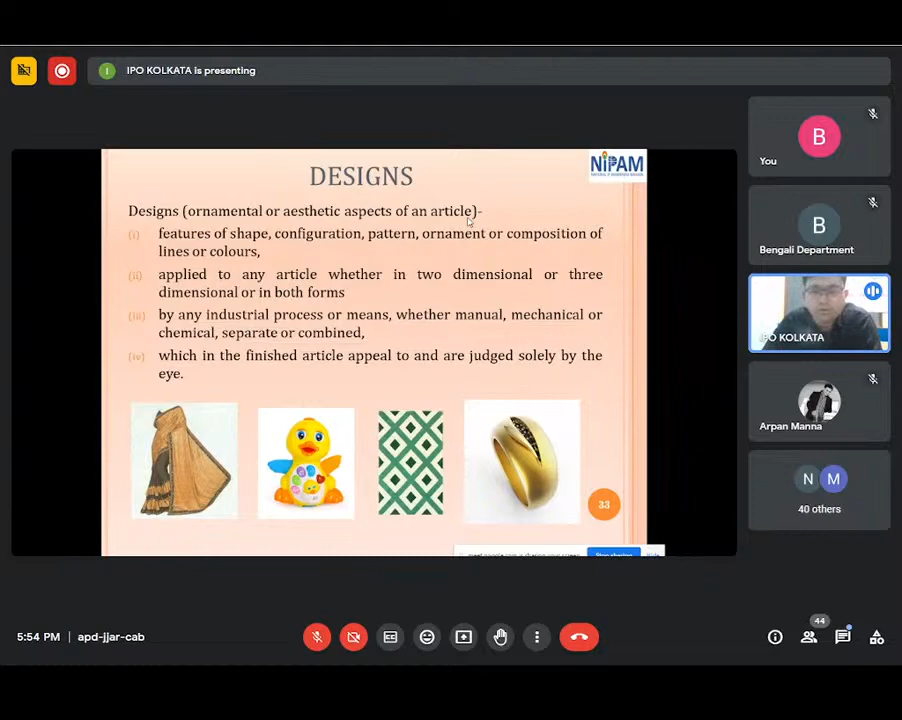 IPO KOLKATA is presenting
DESIGNS
NIPAM
Designs (ornamental or aesthetic aspects of an article)-
(i) features of shape, configuration, pattern, ornament or composition of
lines or colours,
(ii) applied to any article whether in two dimensional or three
dimensional or in both forms
(iii) by any industrial process or means, whether manual, mechanical or
chemical, separate or combined,
(iv) which in the finished article appeal to and are judged solely by the
eye.
33
Stop sharing
Hide
B
You
B
Bengali Department
IPO KOLKATA
Arpan Manna
N M
40 others
5:54 PM | apd-jjar-cab
44